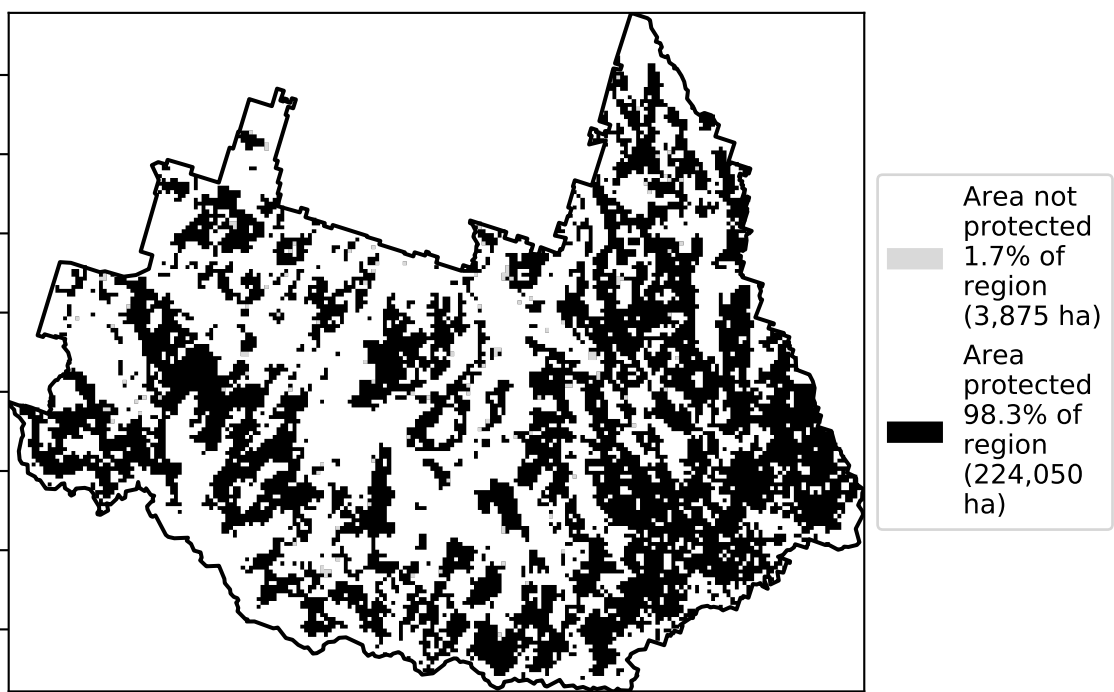 Area not
protected
1.7% of
region
(3,875 ha)
Area
protected
98.3% of
region
(224,050
ha)